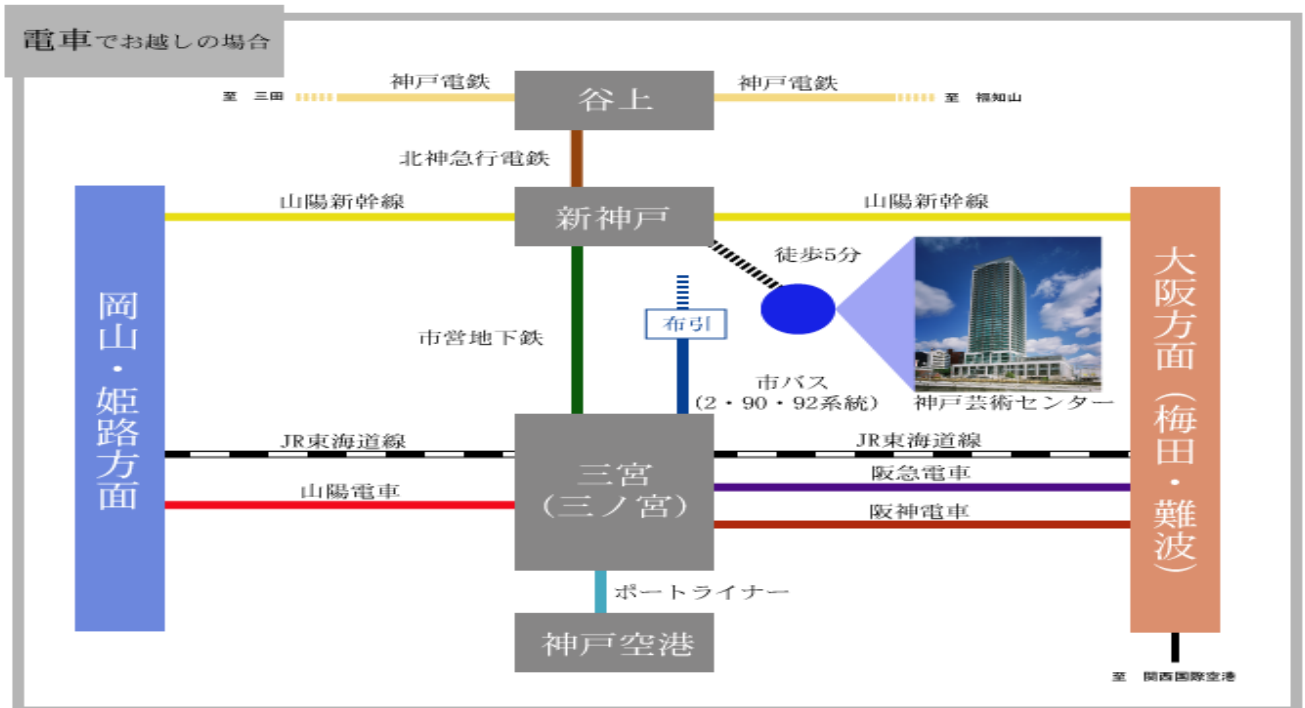 電車でお越しの場合
神戸電鉄
神戸電鉄
至 三田
谷上
至 福知山
北神急行電鉄
山陽新幹線
新神戸
山陽新幹線
徒歩5分
岡山・姫路方面
大阪方面(梅田・難波)
市営地下鉄
布引
市バス
(2・90・92系統)
神戸芸術センター
JR東海道線
JR東海道線
三宮
(三ノ宮)
阪急電車
山陽電車
阪神電車
ポートライナー
神戸空港
至 関西国際空港